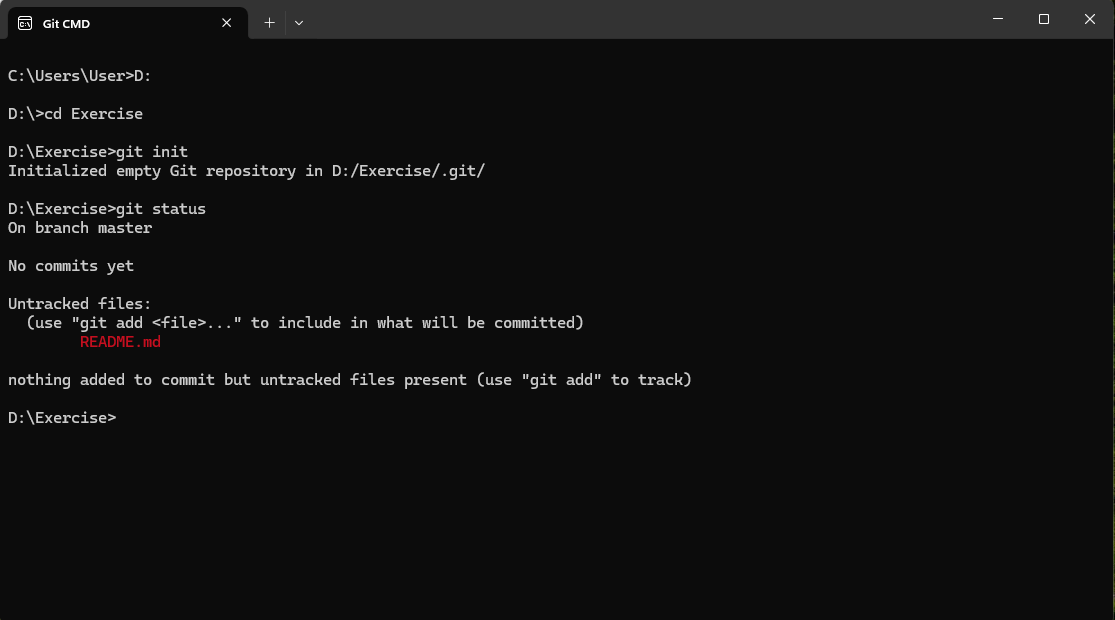 Git CMD
C:\Users\User>D:
D:\>cd Exercise
D:\Exercise>git init
Initialized empty Git repository in D:/Exercise/.git/
D:\Exercise>git status
On branch master
No commits yet
Untracked files:
  (use "git add <file>..." to include in what will be committed)
        README.md
nothing added to commit but untracked files present (use "git add" to track)
D:\Exercise>